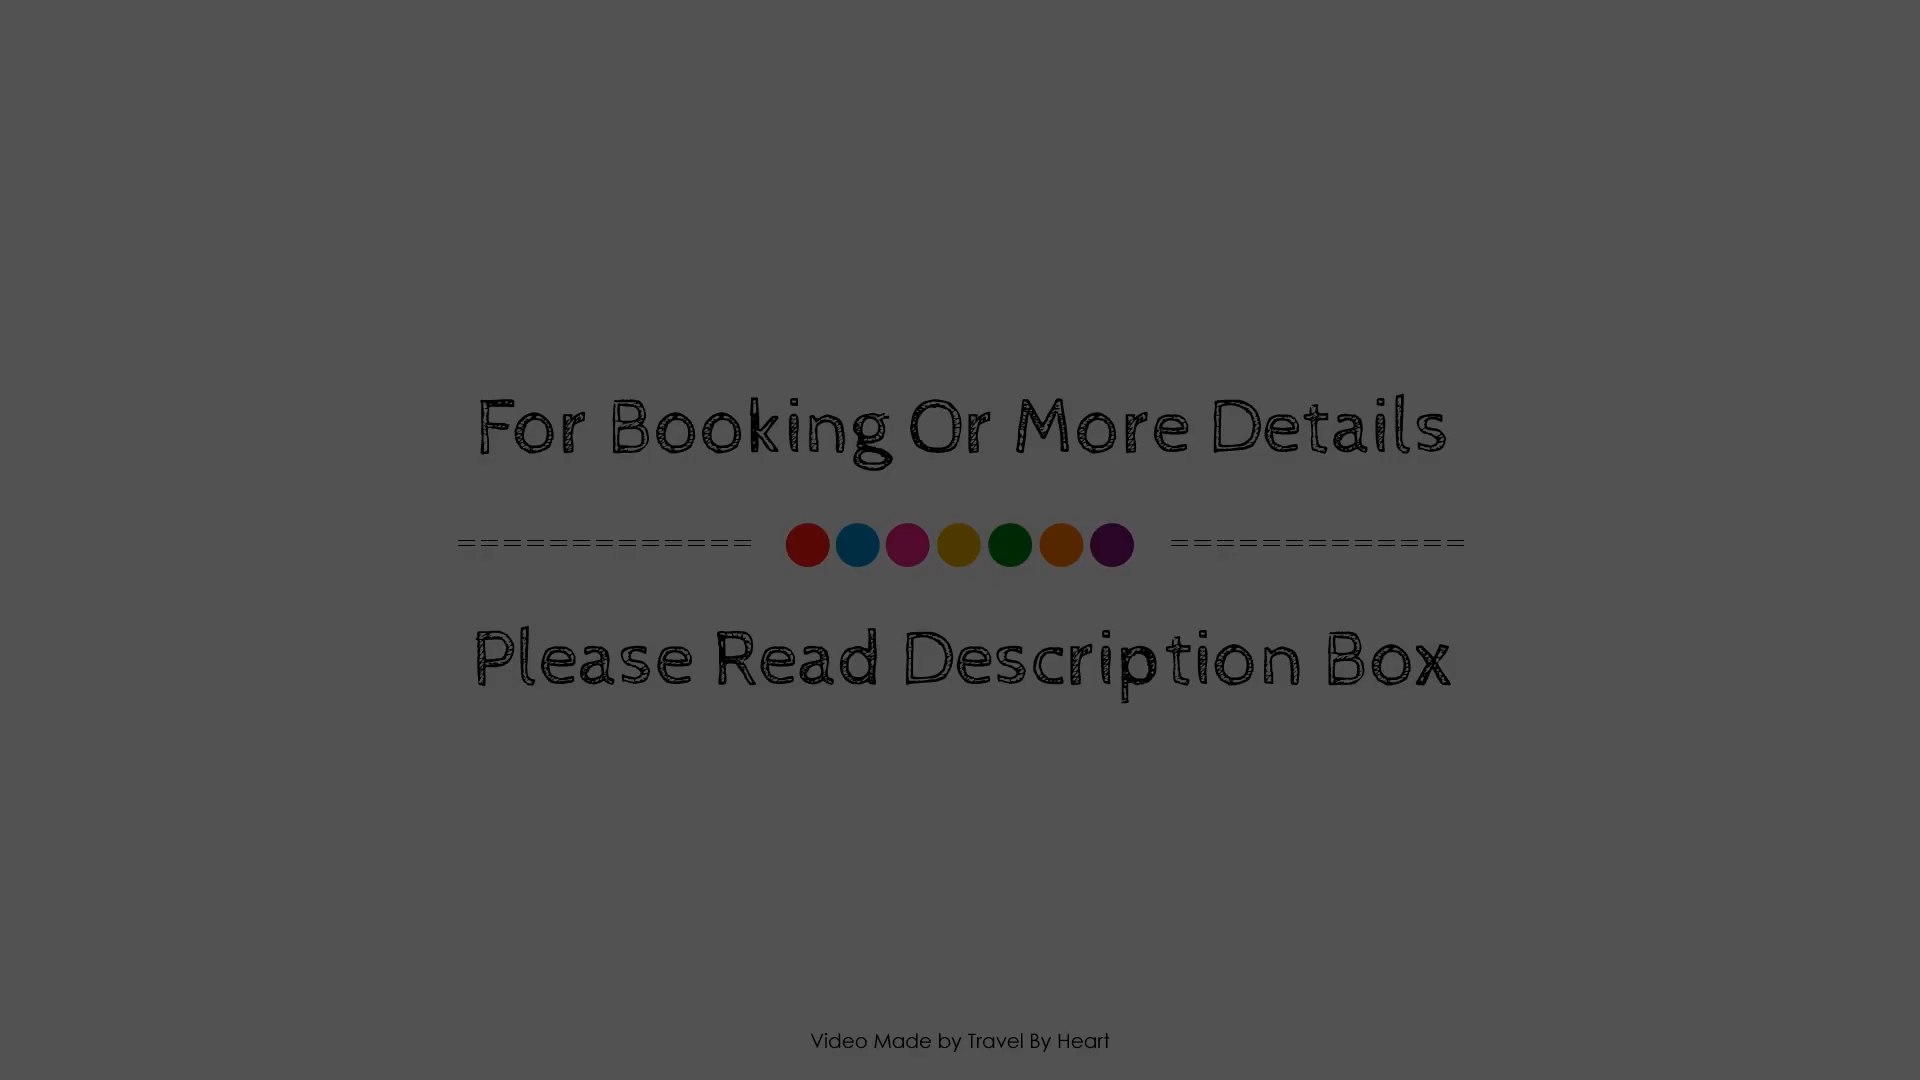 For Booking Or More Details
============= =============
Please Read Description Box
Video Made by Travel By Heart